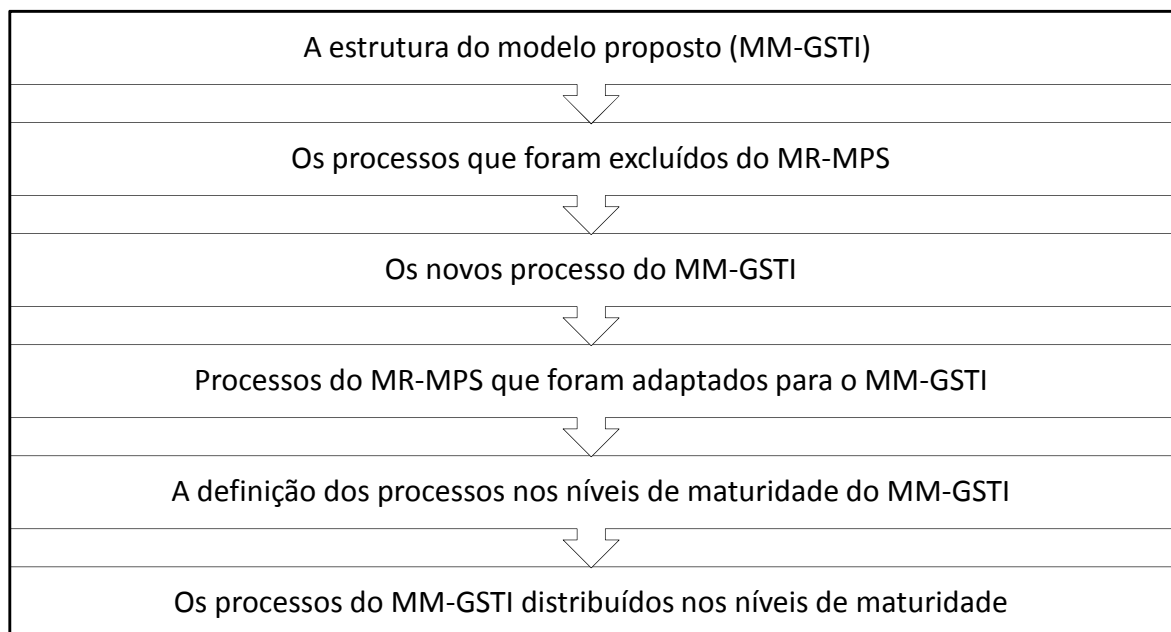 A estrutura do modelo proposto (MM-GSTI)
Os processos que foram excluídos do MR-MPS
Os novos processo do MM-GSTI
Processos do MR-MPS que foram adaptados para o MM-GSTI
A definição dos processos nos níveis de maturidade do MM-GSTI
Os processos do MM-GSTI distribuídos nos níveis de maturidade